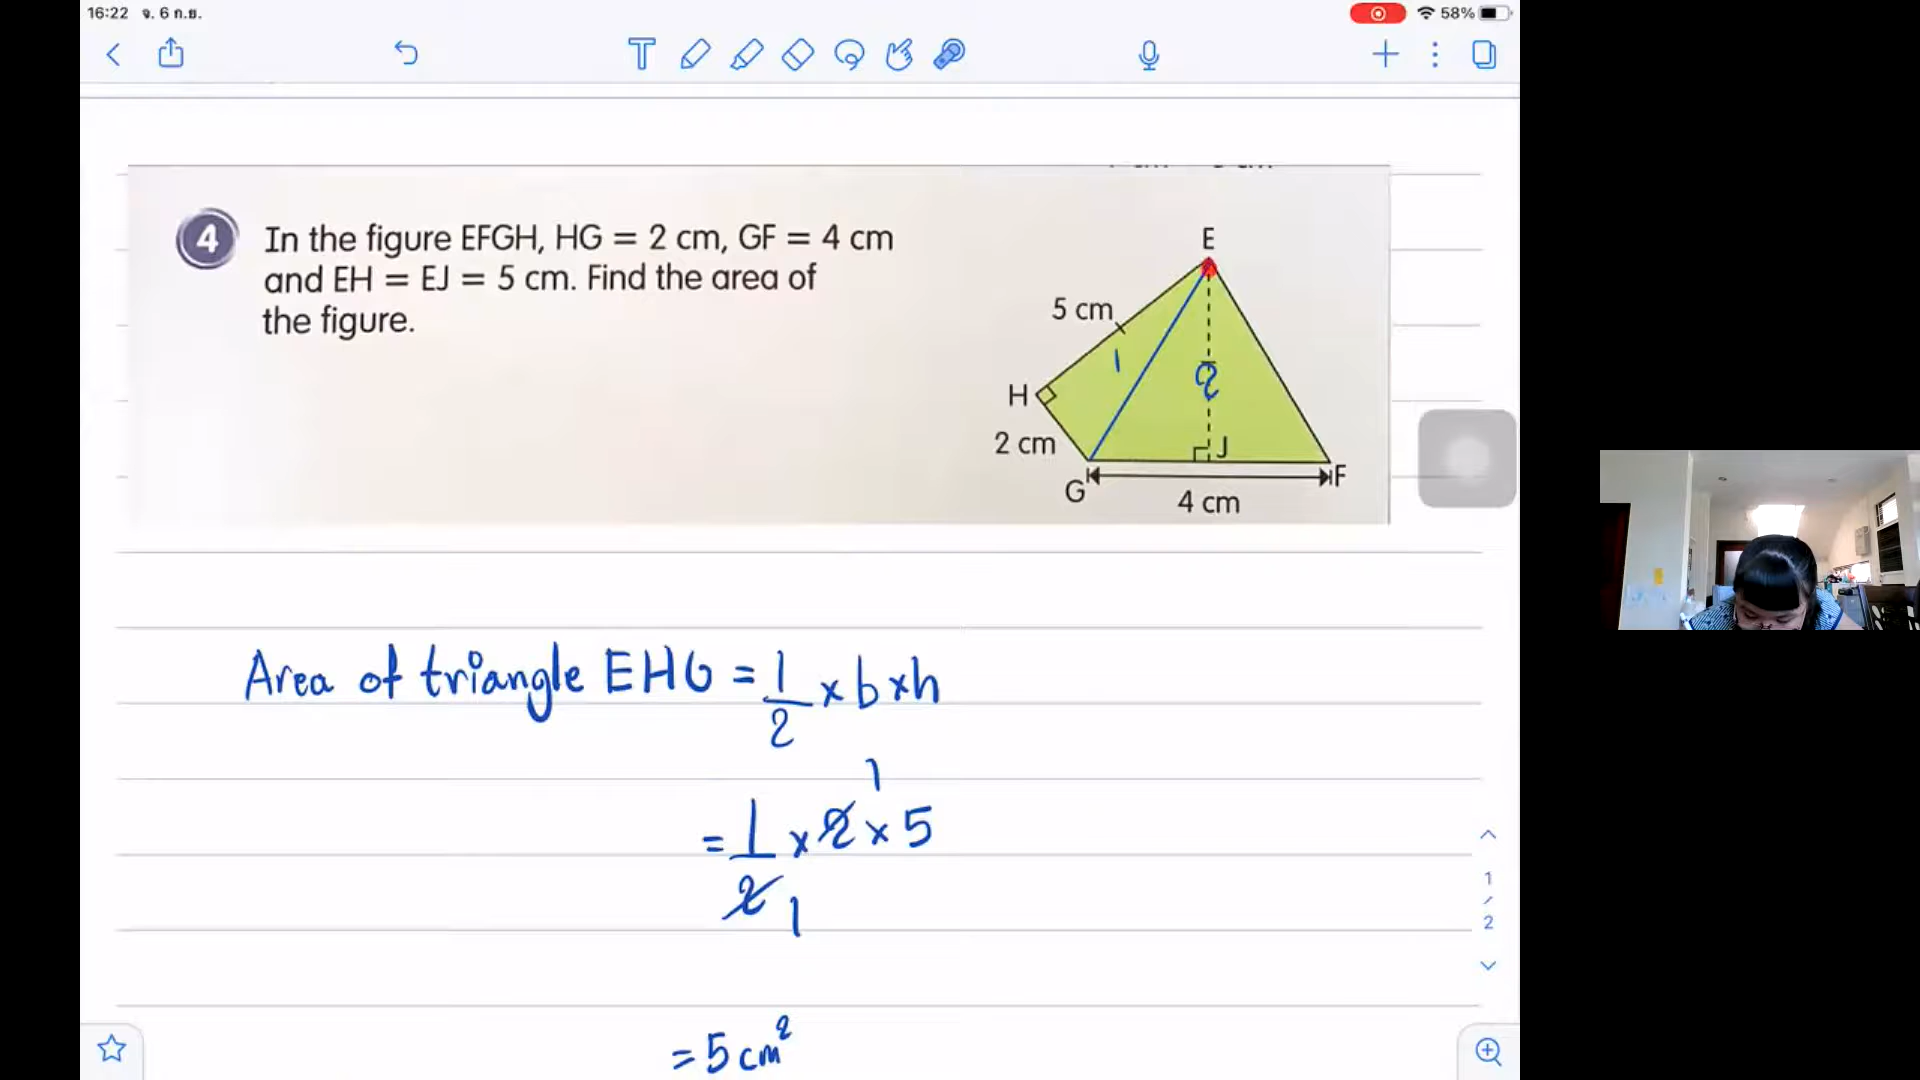 16:22 จ. 6 ก.ย.
58%
4
In the figure EFGH, HG = 2 cm, GF = 4 cm
and EH = EJ = 5 cm. Find the area of
the figure.
E
5 cm
1
2
H
2 cm
J
G
F
4 cm
Area of triangle EHG = 1/2 × b × h
1
= 1/2 × 2 × 5
1
= 5 cm²
1
/
2